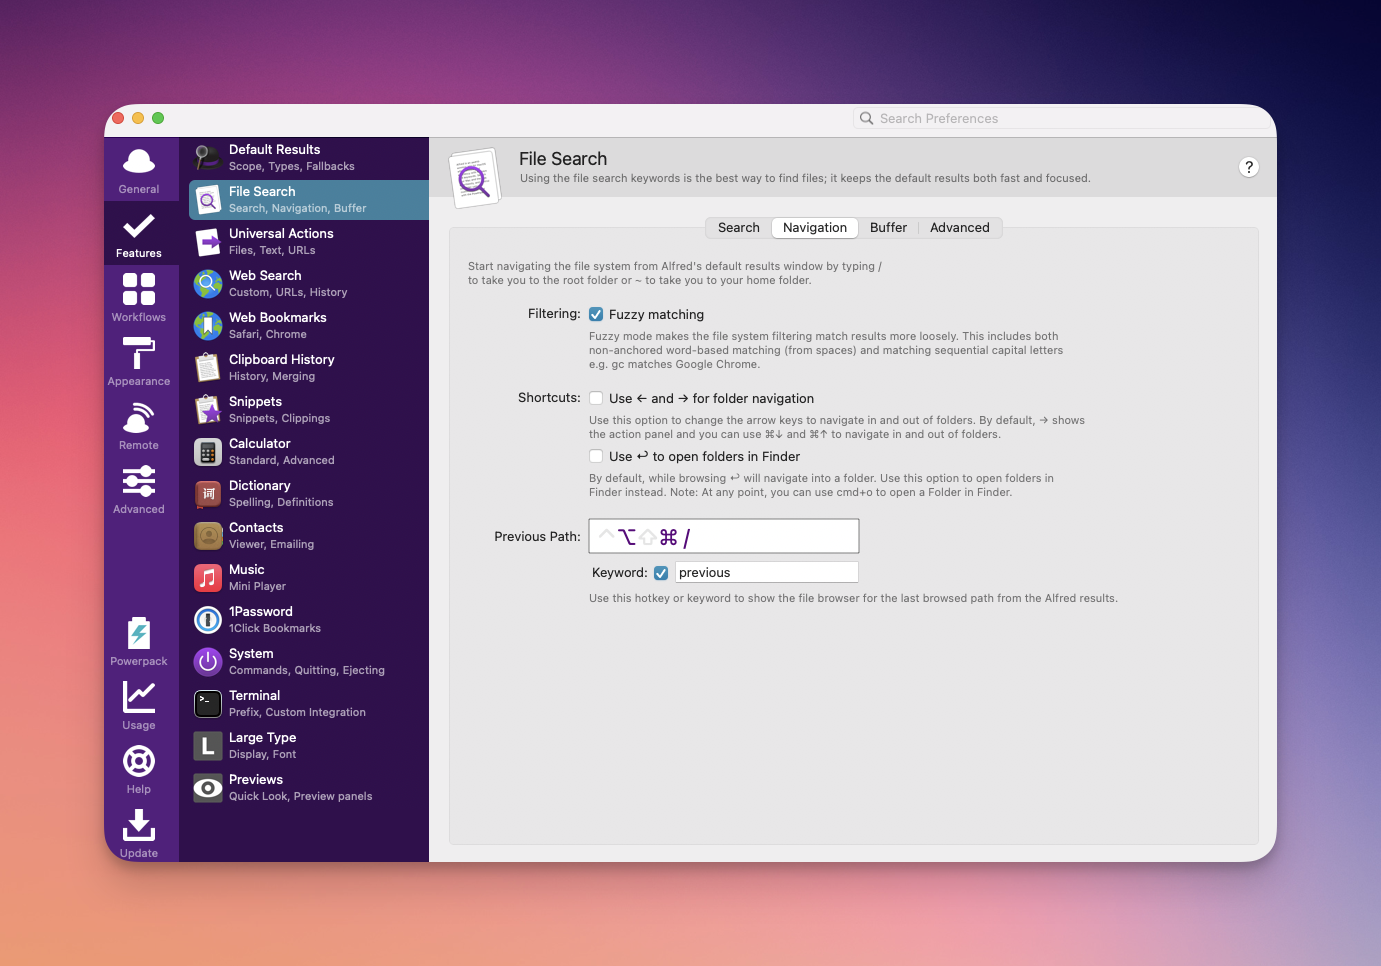 Search Preferences
General
Features
Workflows
Appearance
Remote
Advanced
Powerpack
Usage
Help
Update
Default Results
Scope, Types, Fallbacks
File Search
Search, Navigation, Buffer
Universal Actions
Files, Text, URLs
Web Search
Custom, URLs, History
Web Bookmarks
Safari, Chrome
Clipboard History
History, Merging
Snippets
Snippets, Clippings
Calculator
Standard, Advanced
词
Dictionary
Spelling, Definitions
Contacts
Viewer, Emailing
Music
Mini Player
1Password
1Click Bookmarks
System
Commands, Quitting, Ejecting
>_
Terminal
Prefix, Custom Integration
L
Large Type
Display, Font
Previews
Quick Look, Preview panels
File Search
Using the file search keywords is the best way to find files; it keeps the default results both fast and focused.
?
Search Navigation Buffer Advanced
Start navigating the file system from Alfred's default results window by typing /
to take you to the root folder or ~ to take you to your home folder.
Filtering: Fuzzy matching
Fuzzy mode makes the file system filtering match results more loosely. This includes both
non-anchored word-based matching (from spaces) and matching sequential capital letters
e.g. gc matches Google Chrome.
Shortcuts: Use ← and → for folder navigation
Use this option to change the arrow keys to navigate in and out of folders. By default, → shows
the action panel and you can use ⌘↓ and ⌘↑ to navigate in and out of folders.
Use ↩ to open folders in Finder
By default, while browsing ↩ will navigate into a folder. Use this option to open folders in
Finder instead. Note: At any point, you can use cmd+o to open a Folder in Finder.
Previous Path: ⌃⌥⇧⌘ /
Keyword: previous
Use this hotkey or keyword to show the file browser for the last browsed path from the Alfred results.